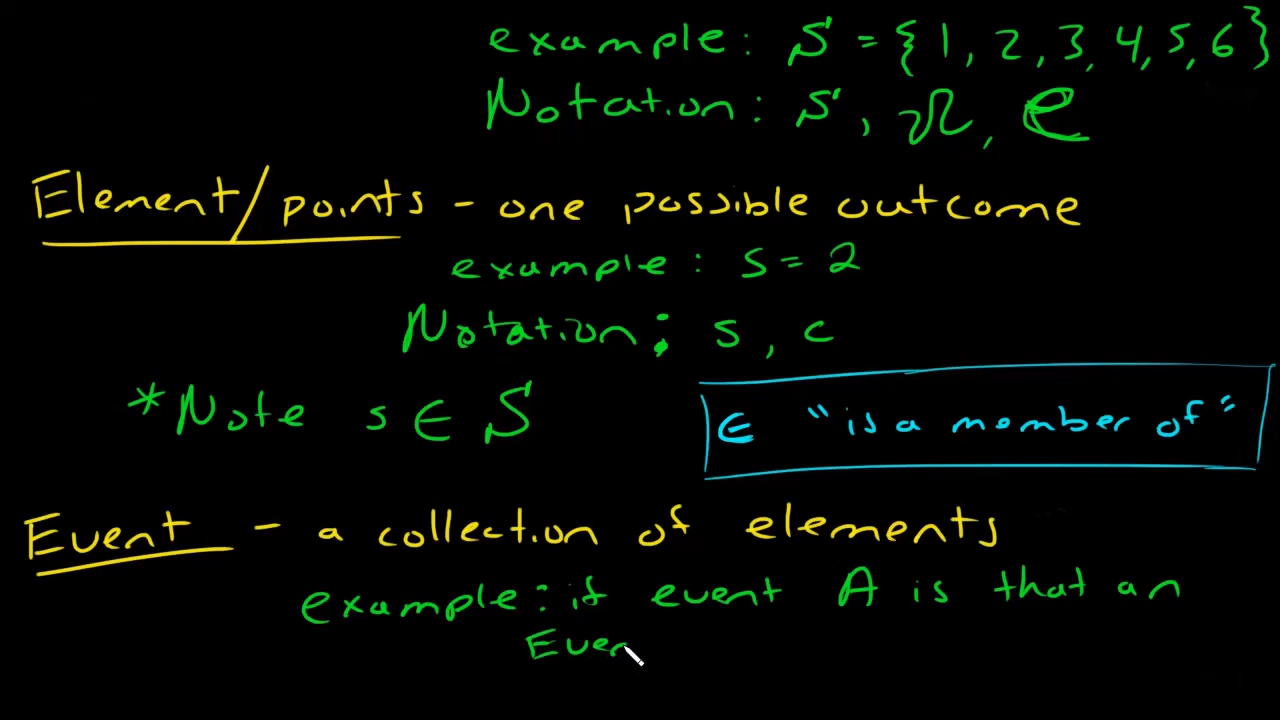 example: S = {1, 2, 3, 4, 5, 6}
Notation: S, Ω, C
Element/points - one possible outcome
example: s = 2
Notation: s, c
*Note s ∈ S
∈ "is a member of"
Event - a collection of elements
example: if event A is that an
Even